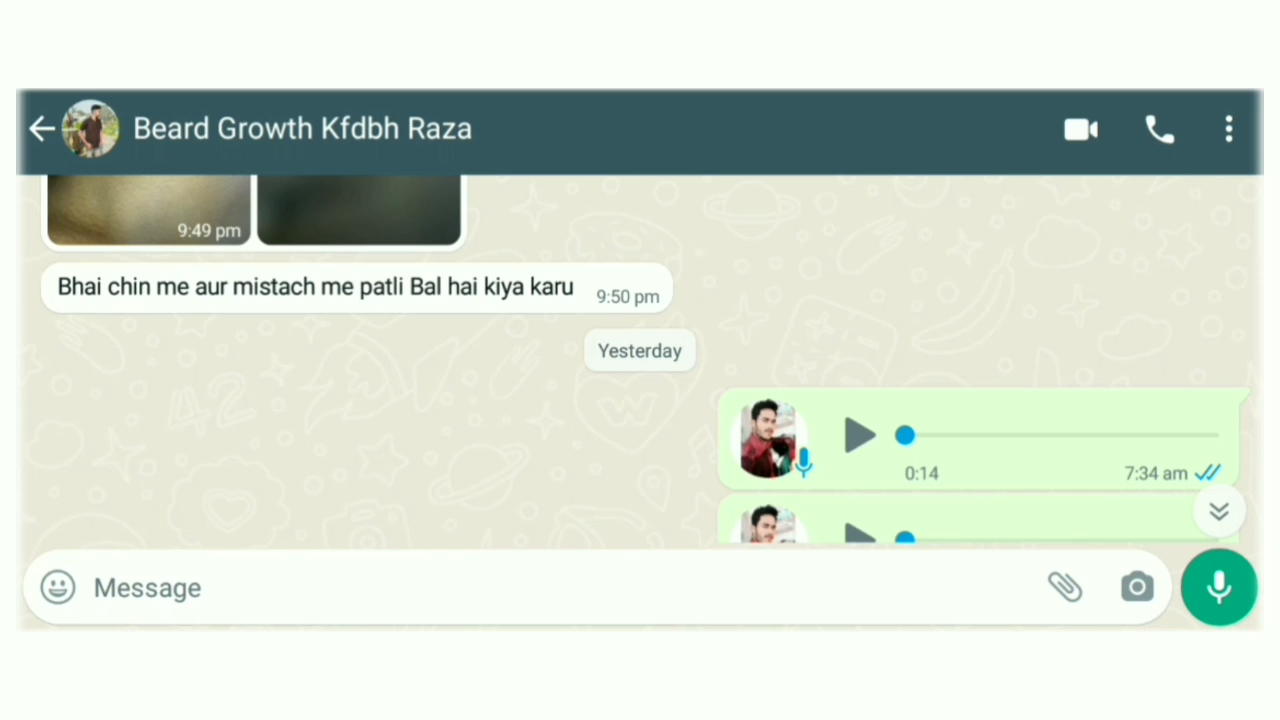 Beard Growth Kfdbh Raza
9:49 pm
Bhai chin me aur mistach me patli Bal hai kiya karu
9:50 pm
Yesterday
0:14
7:34 am
Message